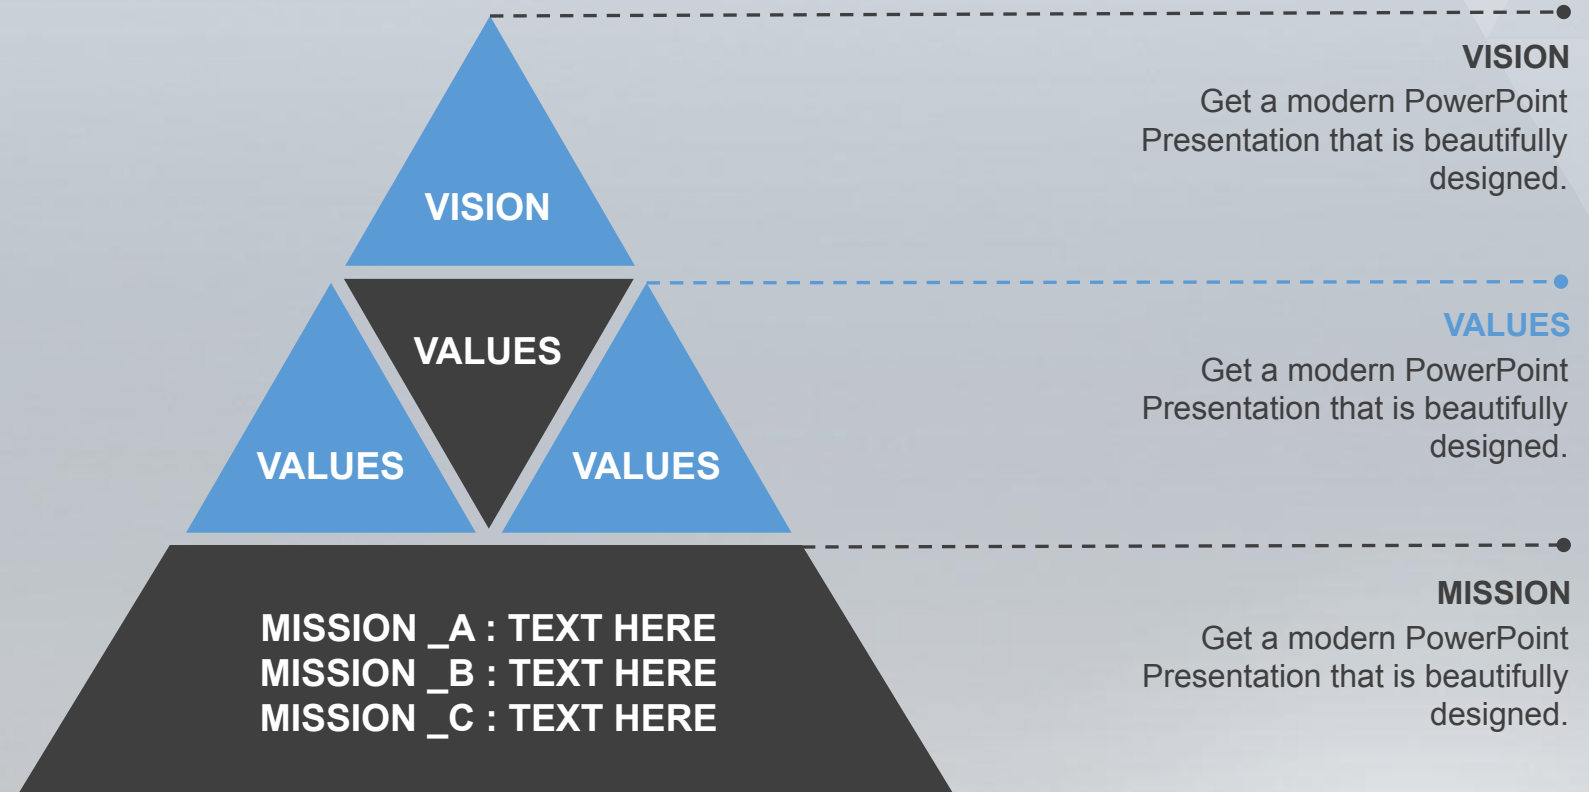 VISION
VALUES
VALUES
VALUES
MISSION _A : TEXT HERE
MISSION _B : TEXT HERE
MISSION _C : TEXT HERE
VISION
Get a modern PowerPoint
Presentation that is beautifully
designed.
VALUES
Get a modern PowerPoint
Presentation that is beautifully
designed.
MISSION
Get a modern PowerPoint
Presentation that is beautifully
designed.